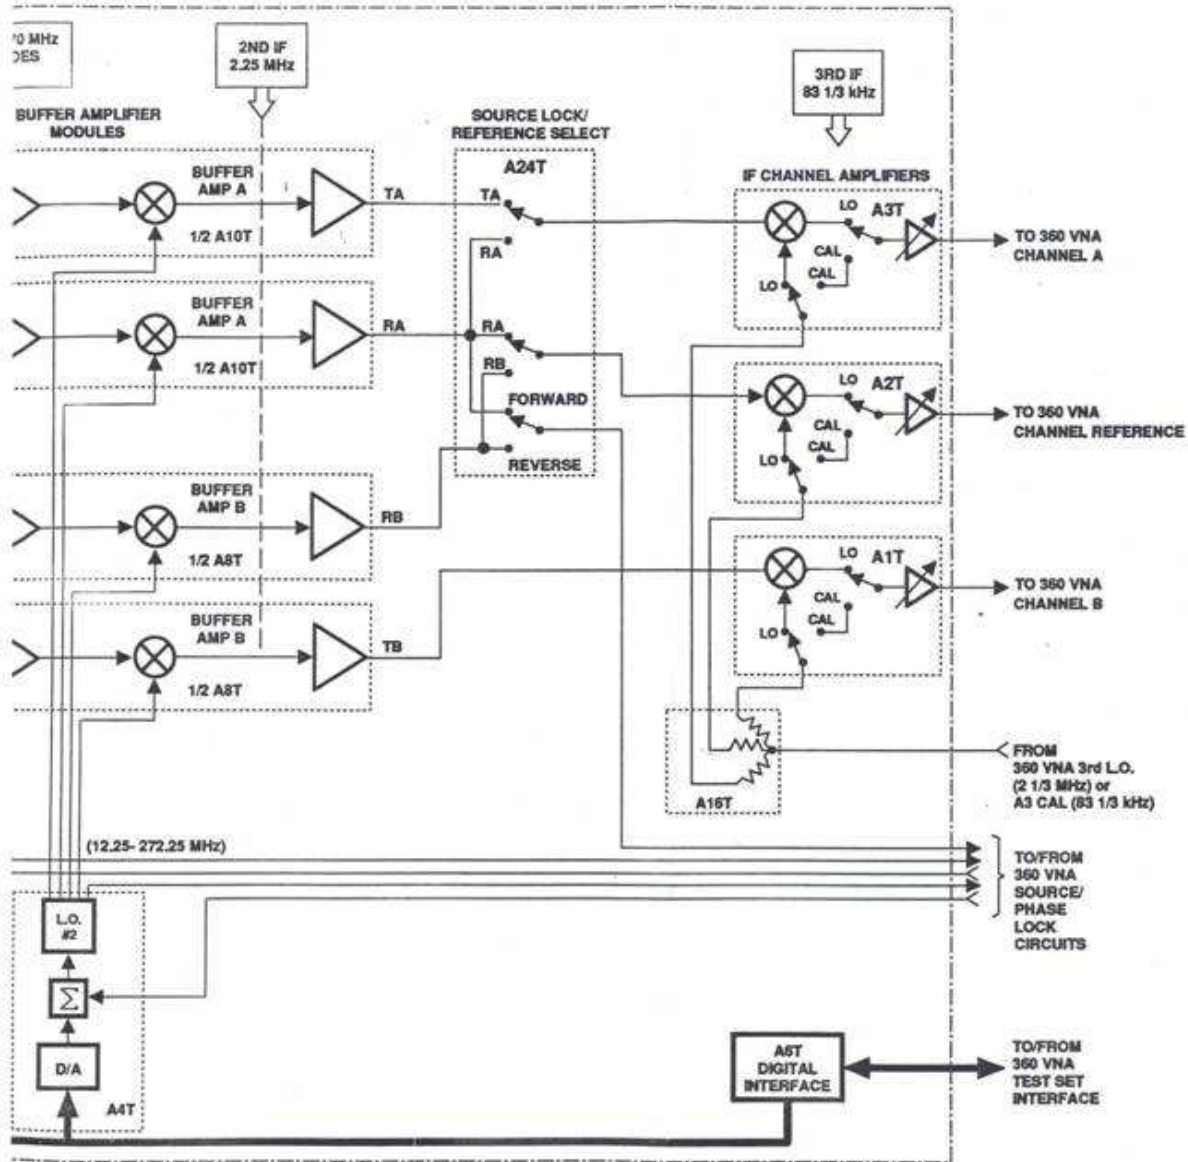 '0 MHz
DES
2ND IF
2.25 MHz
3RD IF
83 1/3 kHz
BUFFER AMPLIFIER
MODULES
SOURCE LOCK/
REFERENCE SELECT
IF CHANNEL AMPLIFIERS
BUFFER
AMP A
1/2 A10T
TA
A24T
TA
RA
LO
A3T
CAL
CAL
LO
TO 360 VNA
CHANNEL A
BUFFER
AMP A
1/2 A10T
RA
RA
RB
FORWARD
REVERSE
LO
A2T
CAL
CAL
LO
TO 360 VNA
CHANNEL REFERENCE
BUFFER
AMP B
1/2 A8T
RB
LO
A1T
CAL
CAL
LO
TO 360 VNA
CHANNEL B
BUFFER
AMP B
1/2 A8T
TB
A16T
FROM
360 VNA 3rd L.O.
(2 1/3 MHz) or
A3 CAL (83 1/3 kHz)
(12.25- 272.25 MHz)
TO/FROM
360 VNA
SOURCE/
PHASE
LOCK
CIRCUITS
L.O.
#2
Σ
D/A
A4T
A6T
DIGITAL
INTERFACE
TO/FROM
360 VNA
TEST SET
INTERFACE